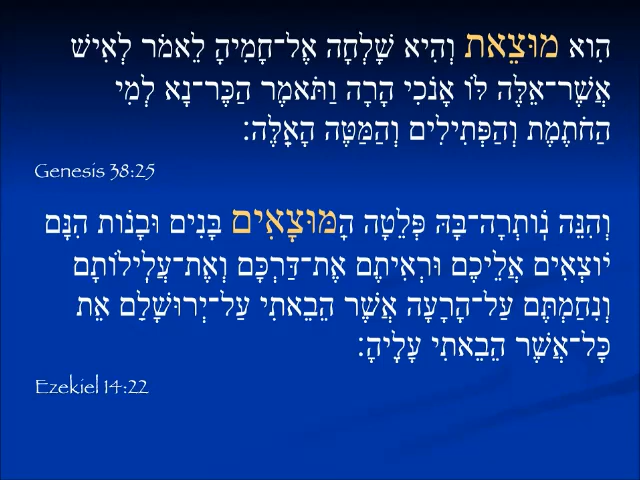 הִוא מוּצֵאת וְהִיא שָׁלְחָה אֶל־חָמִיהָ לֵאמֹר לְאִישׁ
אֲשֶׁר־אֵלֶּה לּוֹ אָנֹכִי הָרָה וַתֹּאמֶר הַכֶּר־נָא לְמִי
הַחֹתֶמֶת וְהַפְּתִילִים וְהַמַּטֶּה הָאֵלֶּה׃
Genesis 38:25
וְהִנֵּה נֽוֹתְרָה־בָּהּ פְּלֵטָה הַֽמּוּצָאִים בָּנִים וּבָנוֹת הִנָּם
יוֹצְאִים אֲלֵיכֶם וּרְאִיתֶם אֶת־דַּרְכָּם וְאֶת־עֲלִֽילוֹתָם
וְנִחַמְתֶּם עַל־הָרָעָה אֲשֶׁר הֵבֵאתִי עַל־יְרוּשָׁלַ͏ִם אֵת
כָּל־אֲשֶׁר הֵבֵאתִי עָלֶֽיהָ׃
Ezekiel 14:22